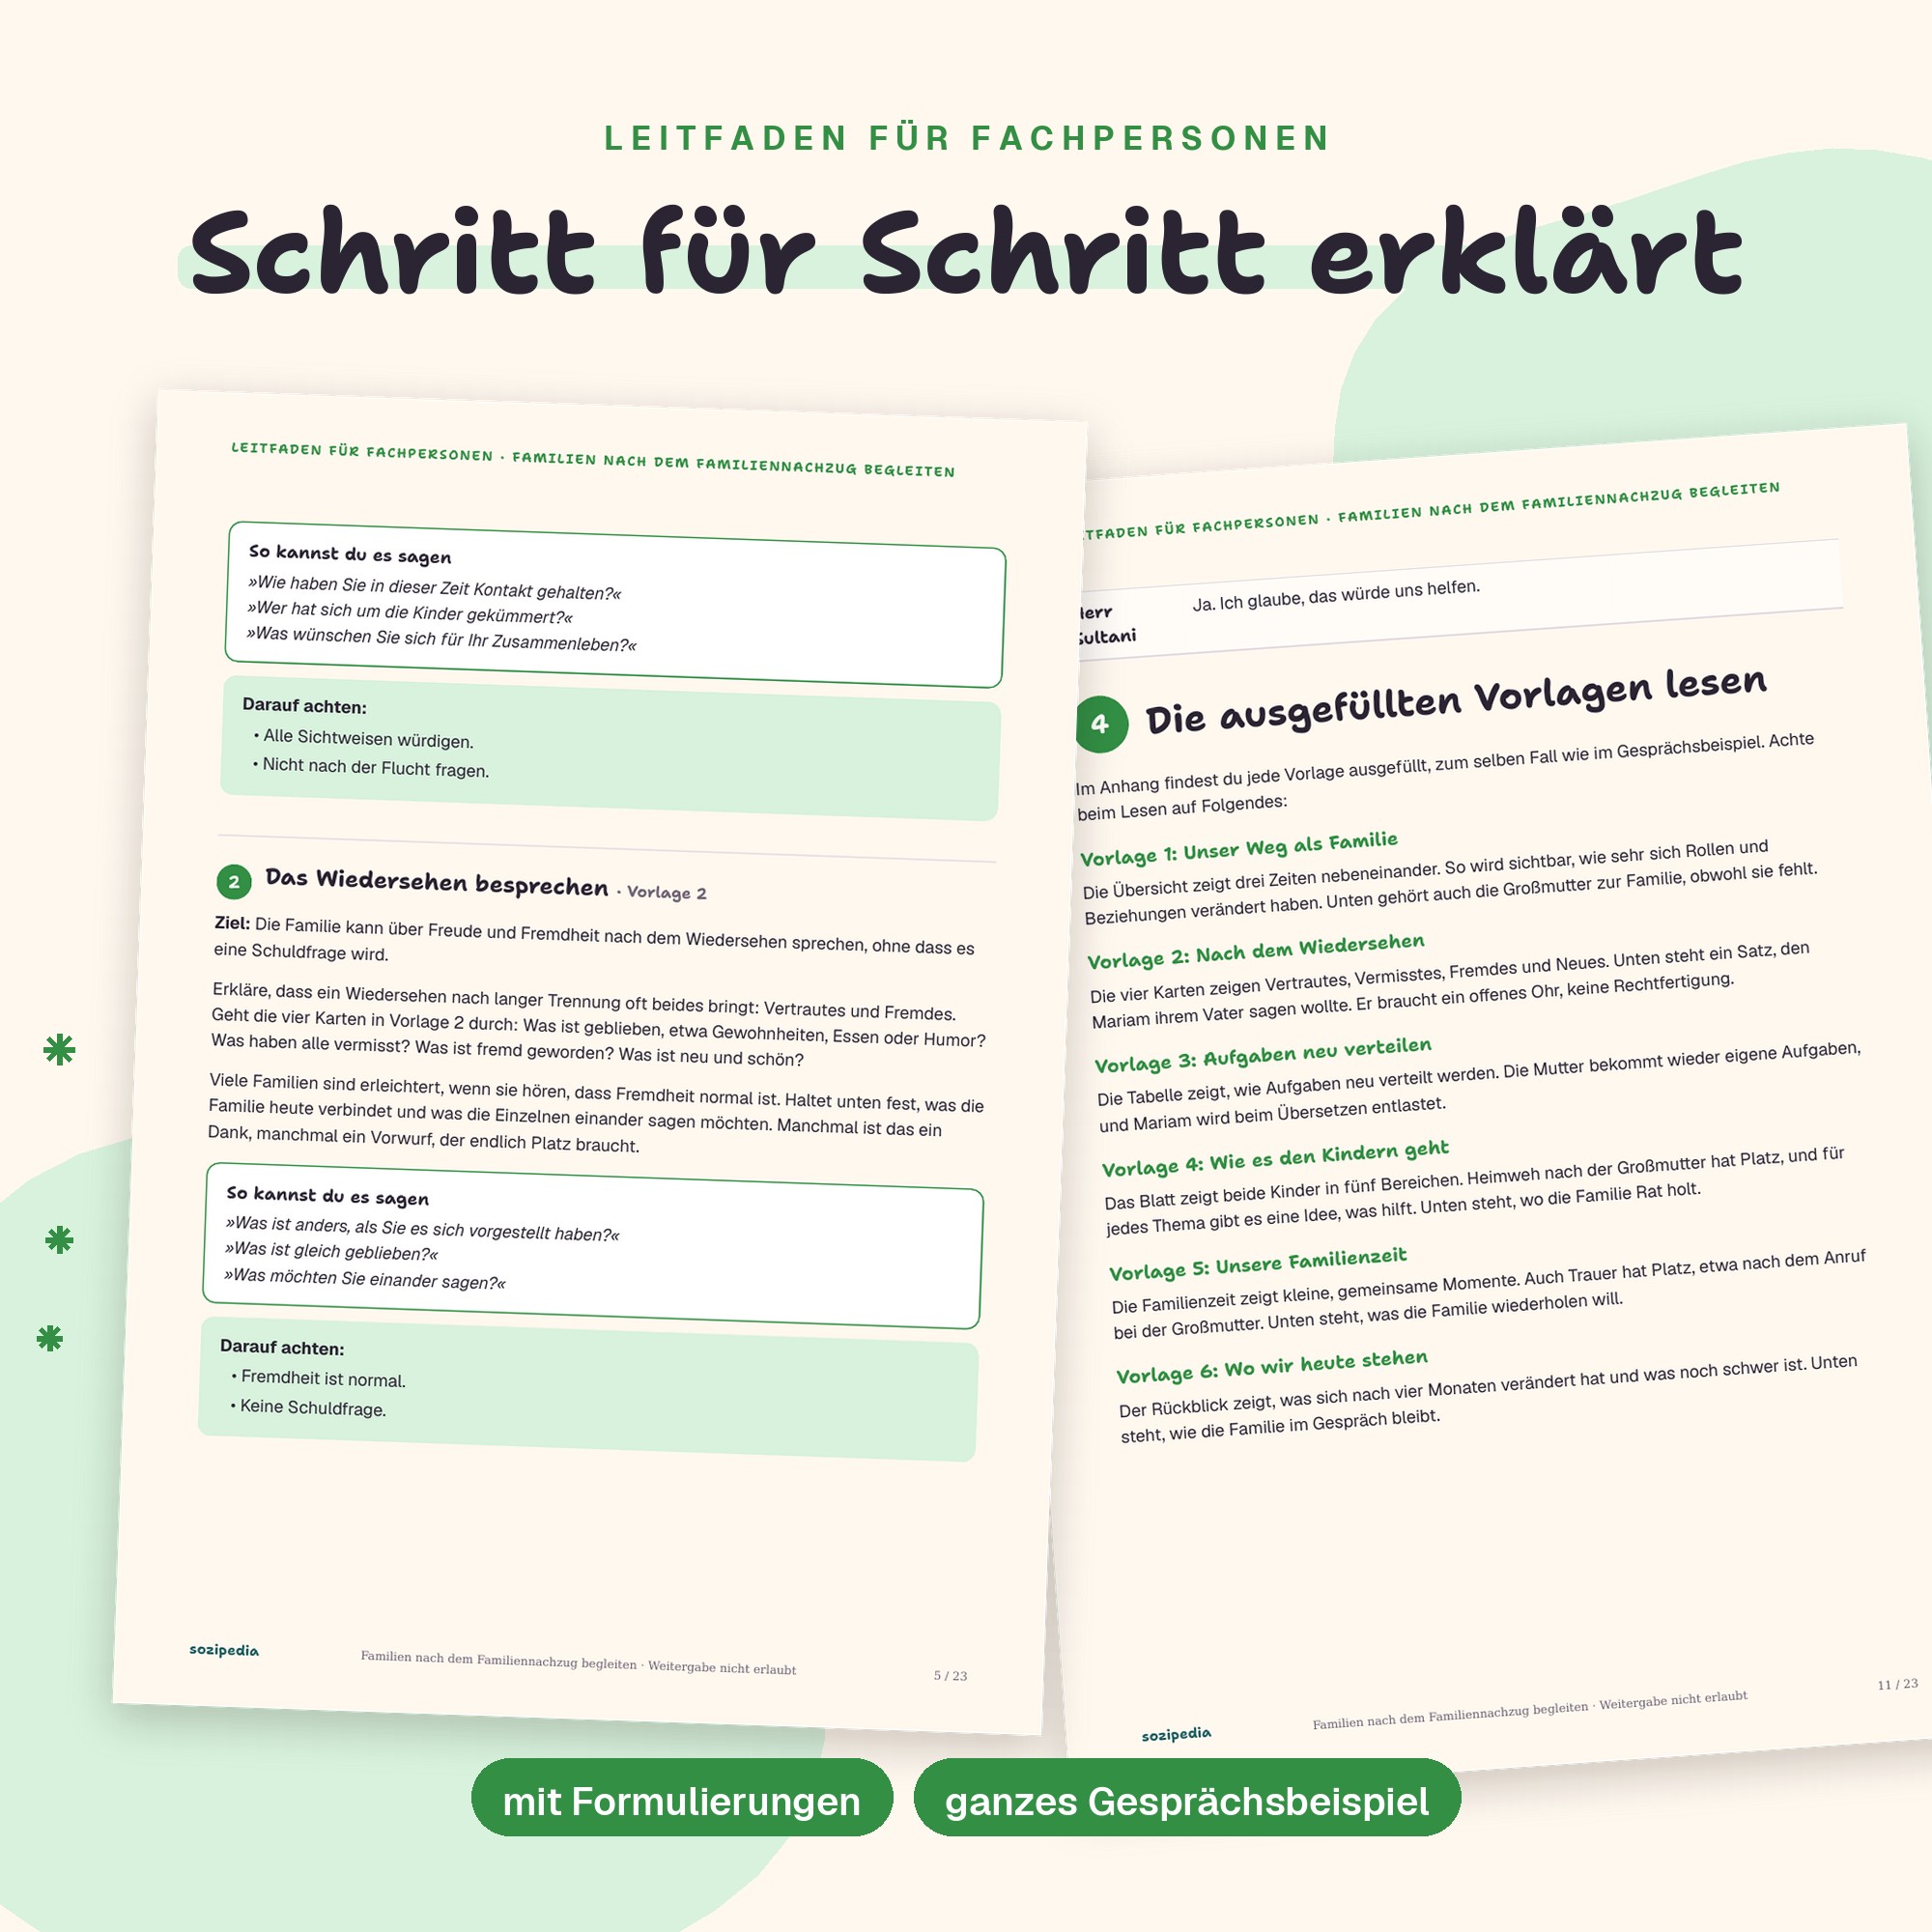 LEITFADEN FÜR FACHPERSONEN
Schritt für Schritt erklärt
LEITFADEN FÜR FACHPERSONEN · FAMILIEN NACH DEM FAMILIENNACHZUG BEGLEITEN
So kannst du es sagen
»Wie haben Sie in dieser Zeit Kontakt gehalten?«
»Wer hat sich um die Kinder gekümmert?«
»Was wünschen Sie sich für Ihr Zusammenleben?«
Darauf achten:
• Alle Sichtweisen würdigen.
• Nicht nach der Flucht fragen.
2 Das Wiedersehen besprechen · Vorlage 2
Ziel: Die Familie kann über Freude und Fremdheit nach dem Wiedersehen sprechen, ohne dass es
eine Schuldfrage wird.
Erkläre, dass ein Wiedersehen nach langer Trennung oft beides bringt: Vertrautes und Fremdes.
Geht die vier Karten in Vorlage 2 durch: Was ist geblieben, etwa Gewohnheiten, Essen oder Humor?
Was haben alle vermisst? Was ist fremd geworden? Was ist neu und schön?
Viele Familien sind erleichtert, wenn sie hören, dass Fremdheit normal ist. Haltet unten fest, was die
Familie heute verbindet und was die Einzelnen einander sagen möchten. Manchmal ist das ein
Dank, manchmal ein Vorwurf, der endlich Platz braucht.
So kannst du es sagen
»Was ist anders, als Sie es sich vorgestellt haben?«
»Was ist gleich geblieben?«
»Was möchten Sie einander sagen?«
Darauf achten:
• Fremdheit ist normal.
• Keine Schuldfrage.
sozipedia
Familien nach dem Familiennachzug begleiten · Weitergabe nicht erlaubt
5 / 23
FÜR FACHPERSONEN · FAMILIEN NACH DEM FAMILIENNACHZUG BEGLEITEN
Ja. Ich glaube, das würde uns helfen.
4 Die ausgefüllten Vorlagen lesen
Im Anhang findest du jede Vorlage ausgefüllt, zum selben Fall wie im Gesprächsbeispiel. Achte
beim Lesen auf Folgendes:
Vorlage 1: Unser Weg als Familie
Die Übersicht zeigt drei Zeiten nebeneinander. So wird sichtbar, wie sehr sich Rollen und
Beziehungen verändert haben. Unten gehört auch die Großmutter zur Familie, obwohl sie fehlt.
Vorlage 2: Nach dem Wiedersehen
Die vier Karten zeigen Vertrautes, Vermisstes, Fremdes und Neues. Unten steht ein Satz, den
Mariam ihrem Vater sagen wollte. Er braucht ein offenes Ohr, keine Rechtfertigung.
Vorlage 3: Aufgaben neu verteilen
Die Tabelle zeigt, wie Aufgaben neu verteilt werden. Die Mutter bekommt wieder eigene Aufgaben,
und Mariam wird beim Übersetzen entlastet.
Vorlage 4: Wie es den Kindern geht
Das Blatt zeigt beide Kinder in fünf Bereichen. Heimweh nach der Großmutter hat Platz, und für
jedes Thema gibt es eine Idee, was hilft. Unten steht, wo die Familie Rat holt.
Vorlage 5: Unsere Familienzeit
Die Familienzeit zeigt kleine, gemeinsame Momente. Auch Trauer hat Platz, etwa nach dem Anruf
bei der Großmutter. Unten steht, was die Familie wiederholen will.
Vorlage 6: Wo wir heute stehen
Der Rückblick zeigt, was sich nach vier Monaten verändert hat und was noch schwer ist. Unten
steht, wie die Familie im Gespräch bleibt.
sozipedia
Familien nach dem Familiennachzug begleiten · Weitergabe nicht erlaubt
11 / 23
mit Formulierungen
ganzes Gesprächsbeispiel